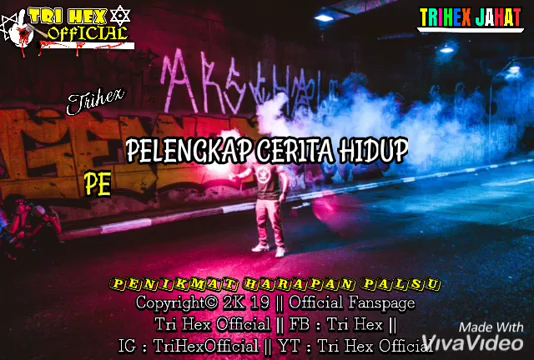 TRI HEX
OFFICIAL
TRIHEX JAHAT
Trihex
PELENGKAP CERITA HIDUP
PE
PENIKMAT HARAPAN PALSU
Copyright© 2K 19 || Official Fanspage
Tri Hex Official || FB : Tri Hex ||
IG : TriHexOfficial || YT : Tri Hex Official
Made With
VivaVideo